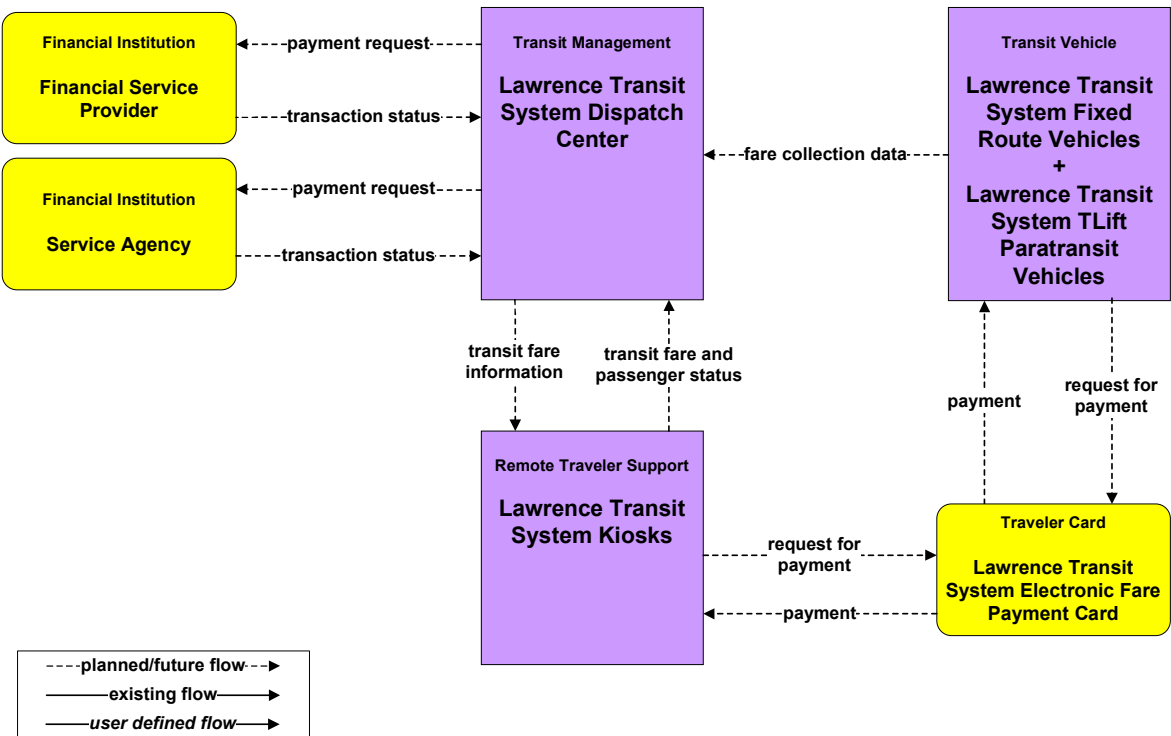 Financial Institution
Financial Service
Provider
payment request
transaction status
Transit Management
Lawrence Transit
System Dispatch
Center
Transit Vehicle
Lawrence Transit
System Fixed
Route Vehicles
+
Lawrence Transit
System TLift
Paratransit
Vehicles
fare collection data
Financial Institution
Service Agency
payment request
transaction status
transit fare
information
transit fare and
passenger status
payment
request for
payment
Remote Traveler Support
Lawrence Transit
System Kiosks
request for
payment
payment
Traveler Card
Lawrence Transit
System Electronic Fare
Payment Card
planned/future flow
existing flow
user defined flow